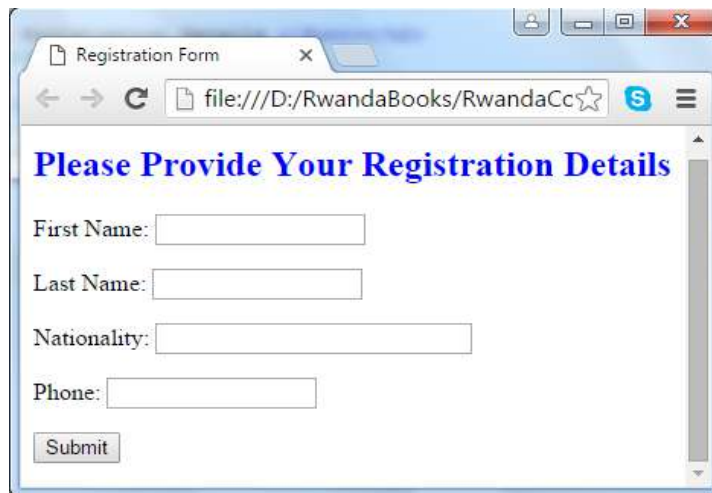 Registration Form
file:///D:/RwandaBooks/RwandaCc
Please Provide Your Registration Details
First Name:
Last Name:
Nationality:
Phone:
Submit